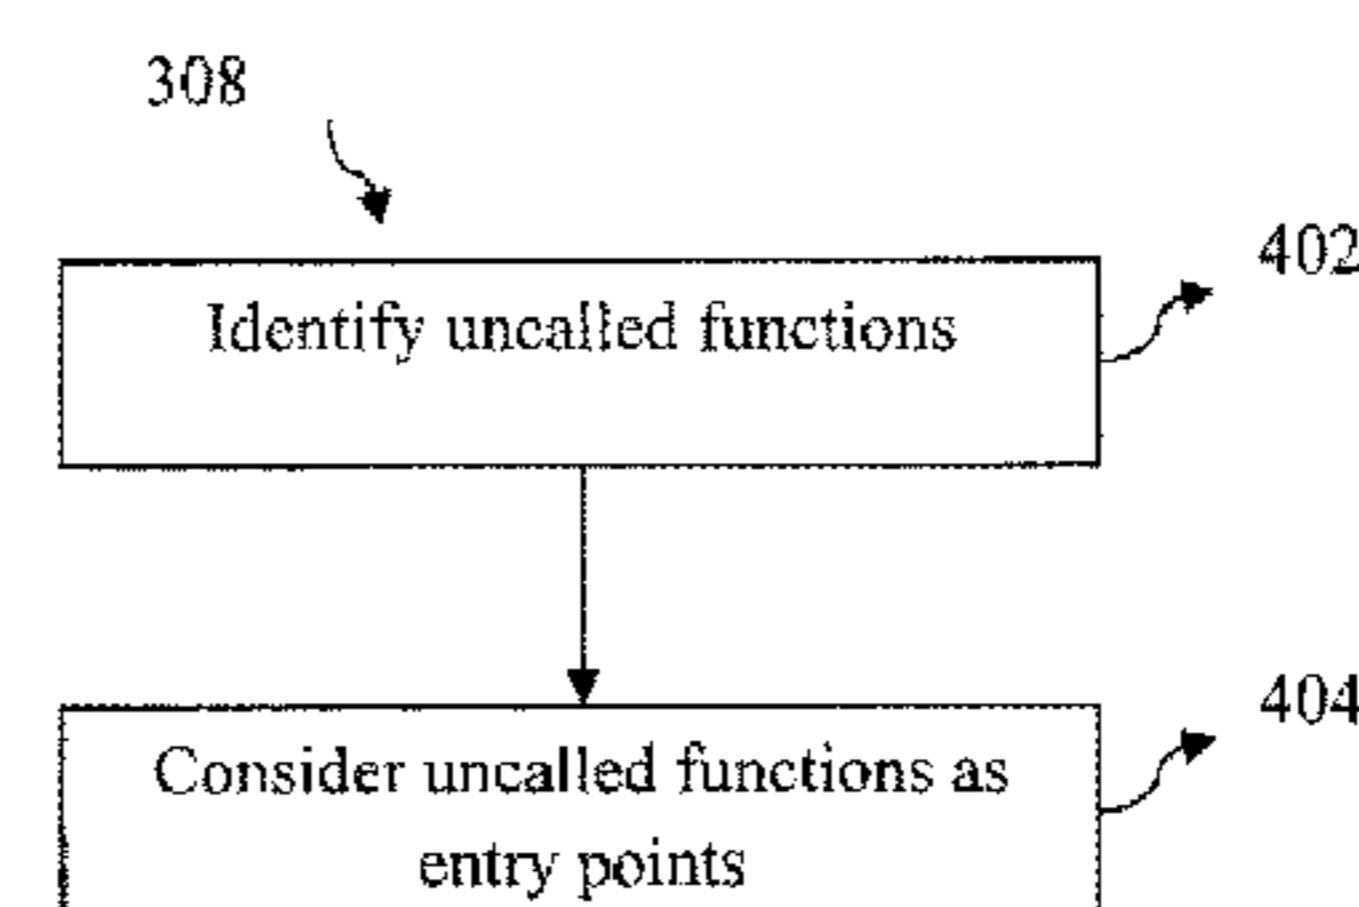 308
402
Identify uncalled functions
404
Consider uncalled functions as
entry points